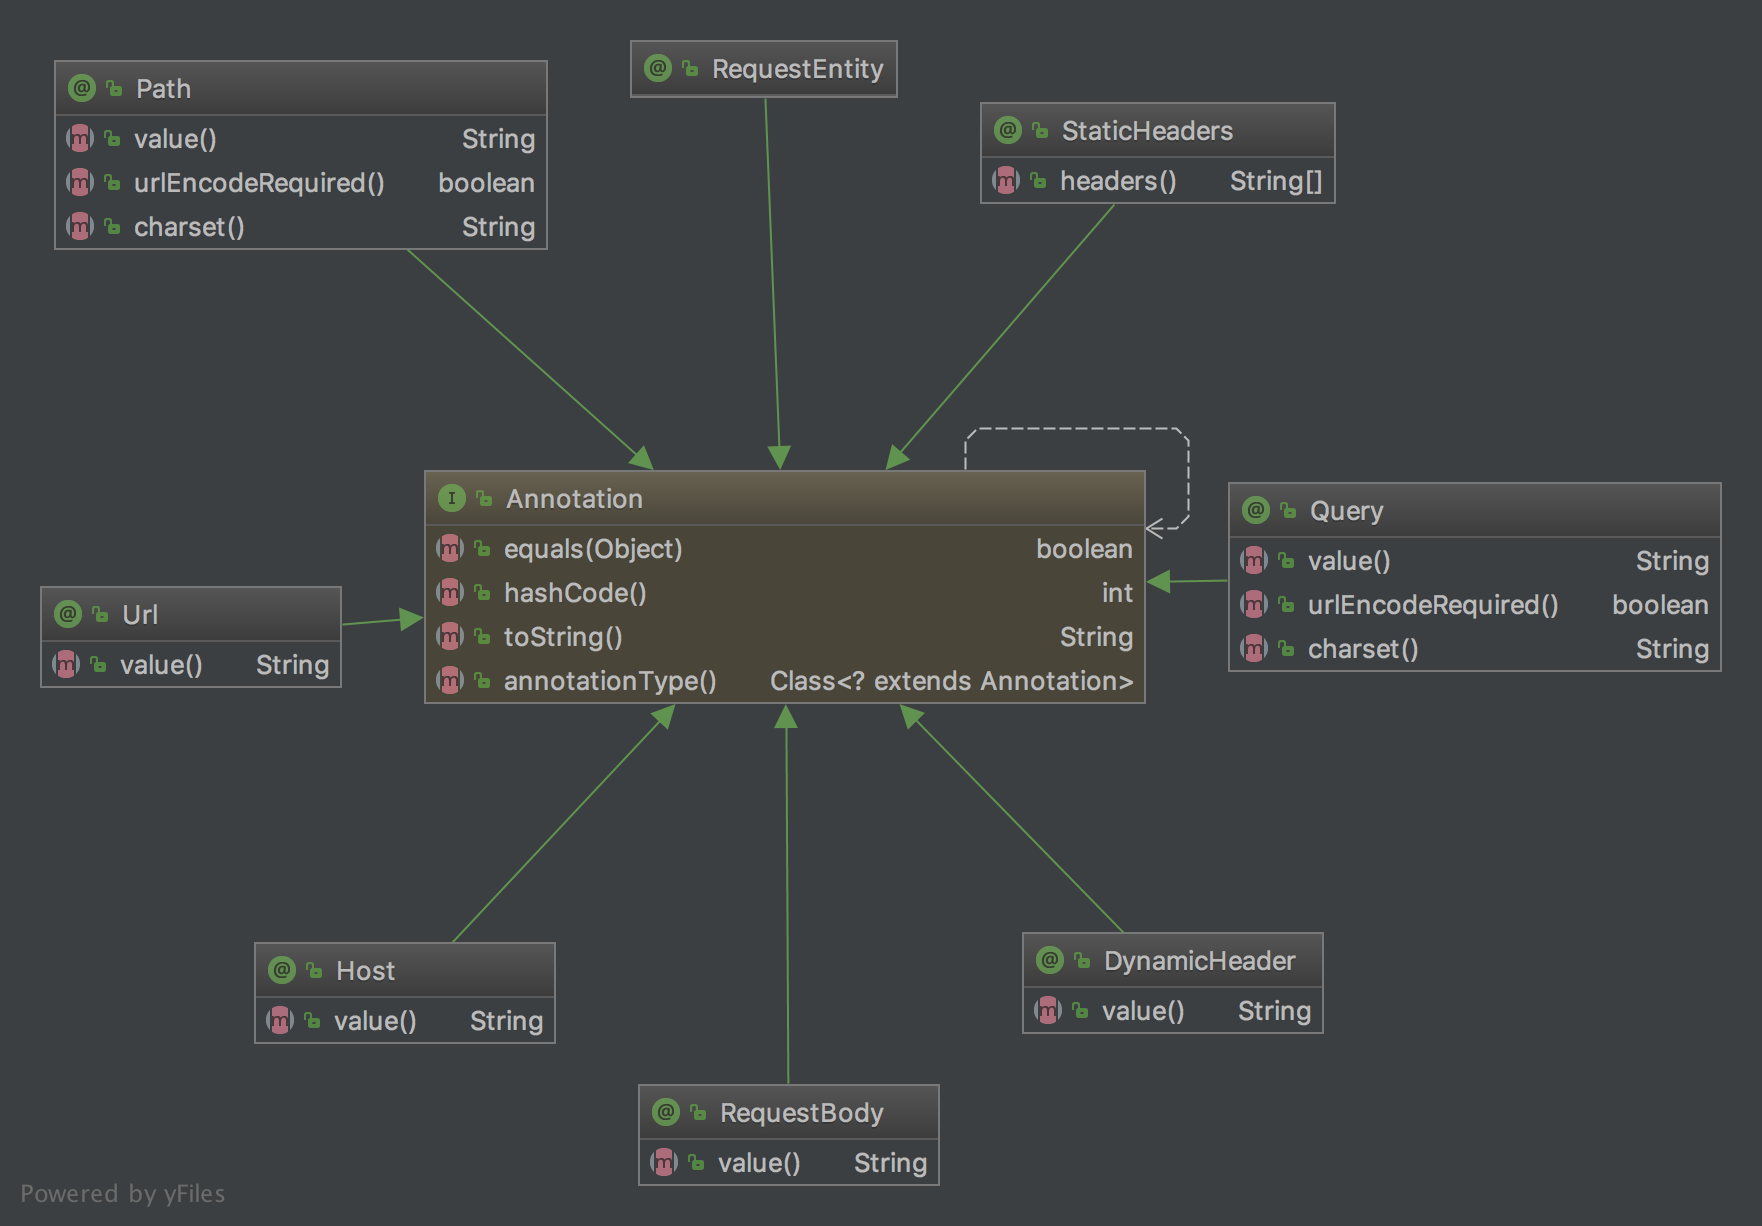 @ Path
m value() String
m urlEncodeRequired() boolean
m charset() String
@ RequestEntity
@ StaticHeaders
m headers() String[]
I Annotation
m equals(Object) boolean
m hashCode() int
m toString() String
m annotationType() Class<? extends Annotation>
@ Query
m value() String
m urlEncodeRequired() boolean
m charset() String
@ Url
m value() String
@ Host
m value() String
@ DynamicHeader
m value() String
@ RequestBody
m value() String
Powered by yFiles